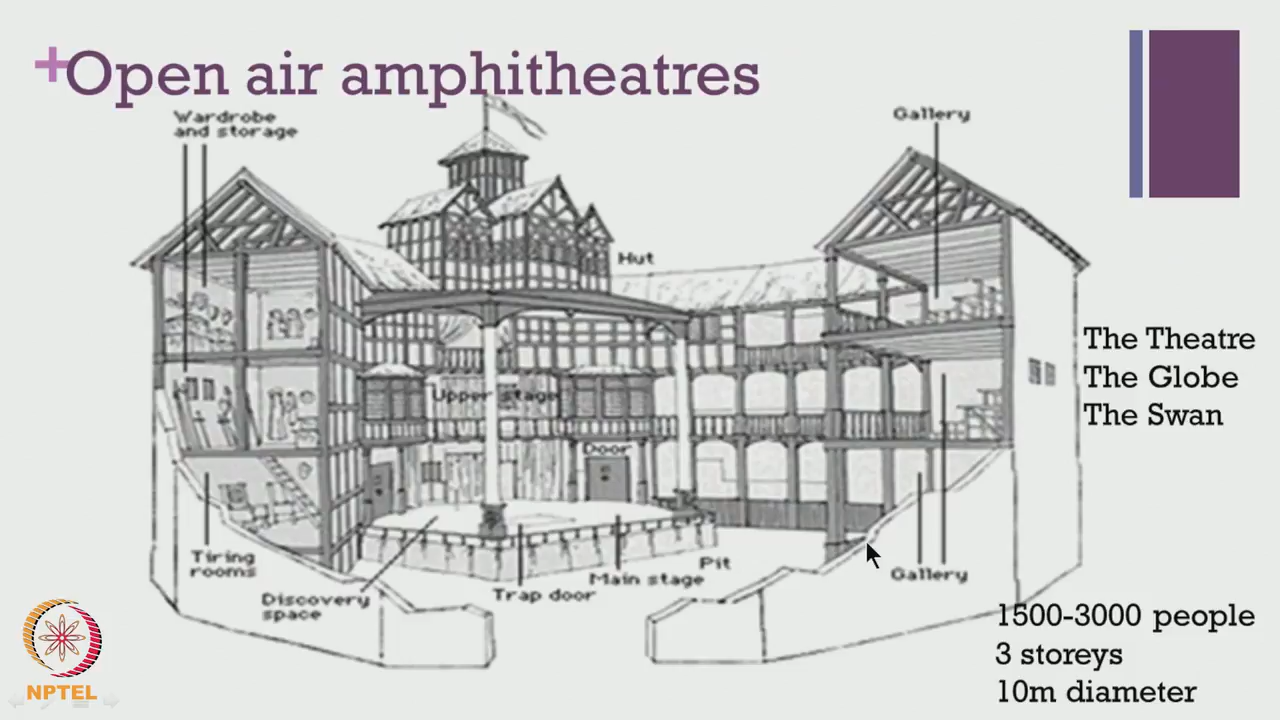 +Open air amphitheatres
Wardrobe
and storage
Gallery
Hut
The Theatre
The Globe
The Swan
Upper stage
Door
Tiring
rooms
Discovery
space
Trap door
Main stage
Pit
Gallery
1500-3000 people
3 storeys
10m diameter
NPTEL